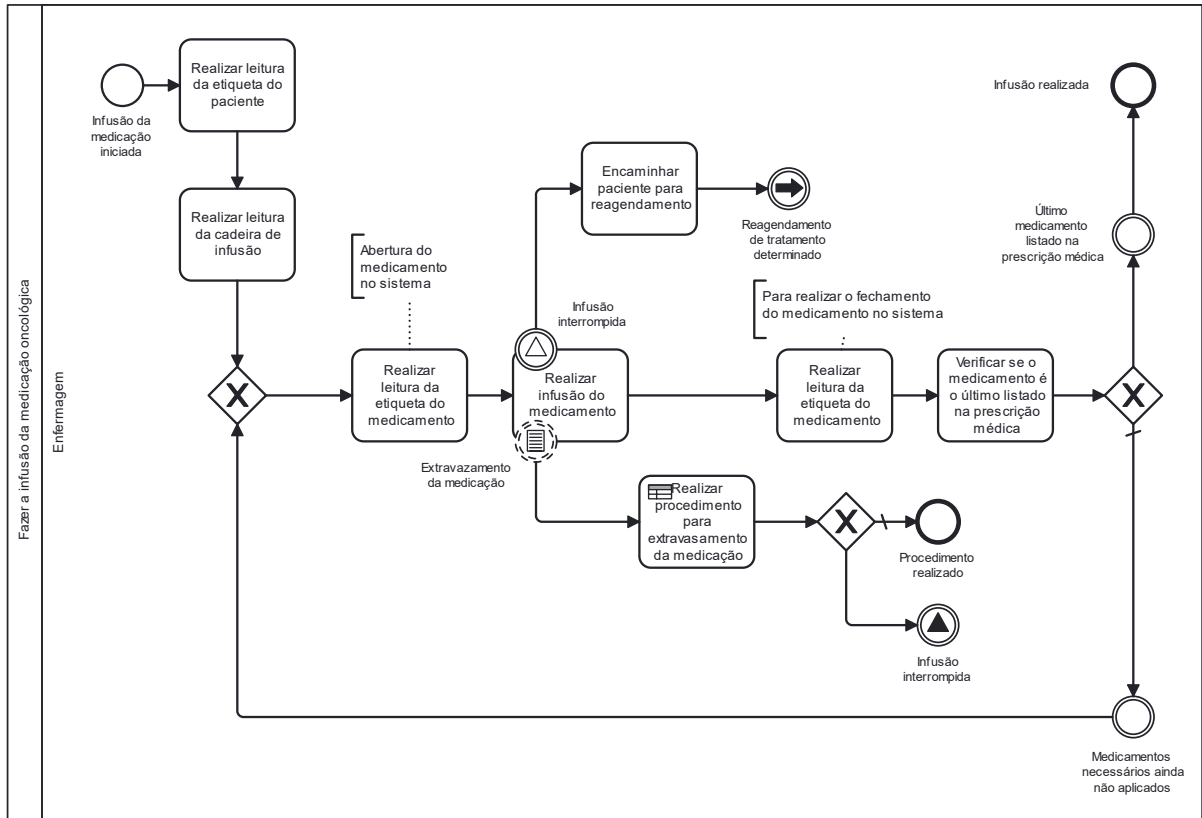 Fazer a infusão da medicação oncológica
Enfermagem
Infusão da
medicação
iniciada
Realizar leitura
da etiqueta do
paciente
Realizar leitura
da cadeira de
infusão
Abertura do
medicamento
no sistema
Realizar
leitura da
etiqueta do
medicamento
Infusão
interrompida
Realizar
infusão do
medicamento
Extravazamento
da medicação
Encaminhar
paciente para
reagendamento
Reagendamento
de tratamento
determinado
Para realizar o fechamento
do medicamento no sistema
Realizar
leitura da
etiqueta do
medicamento
Verificar se o
medicamento é
o último listado
na prescrição
médica
Realizar
procedimento
para
extravasamento
da medicação
Procedimento
realizado
Infusão
interrompida
Infusão realizada
Último
medicamento
listado na
prescrição médica
Medicamentos
necessários ainda
não aplicados